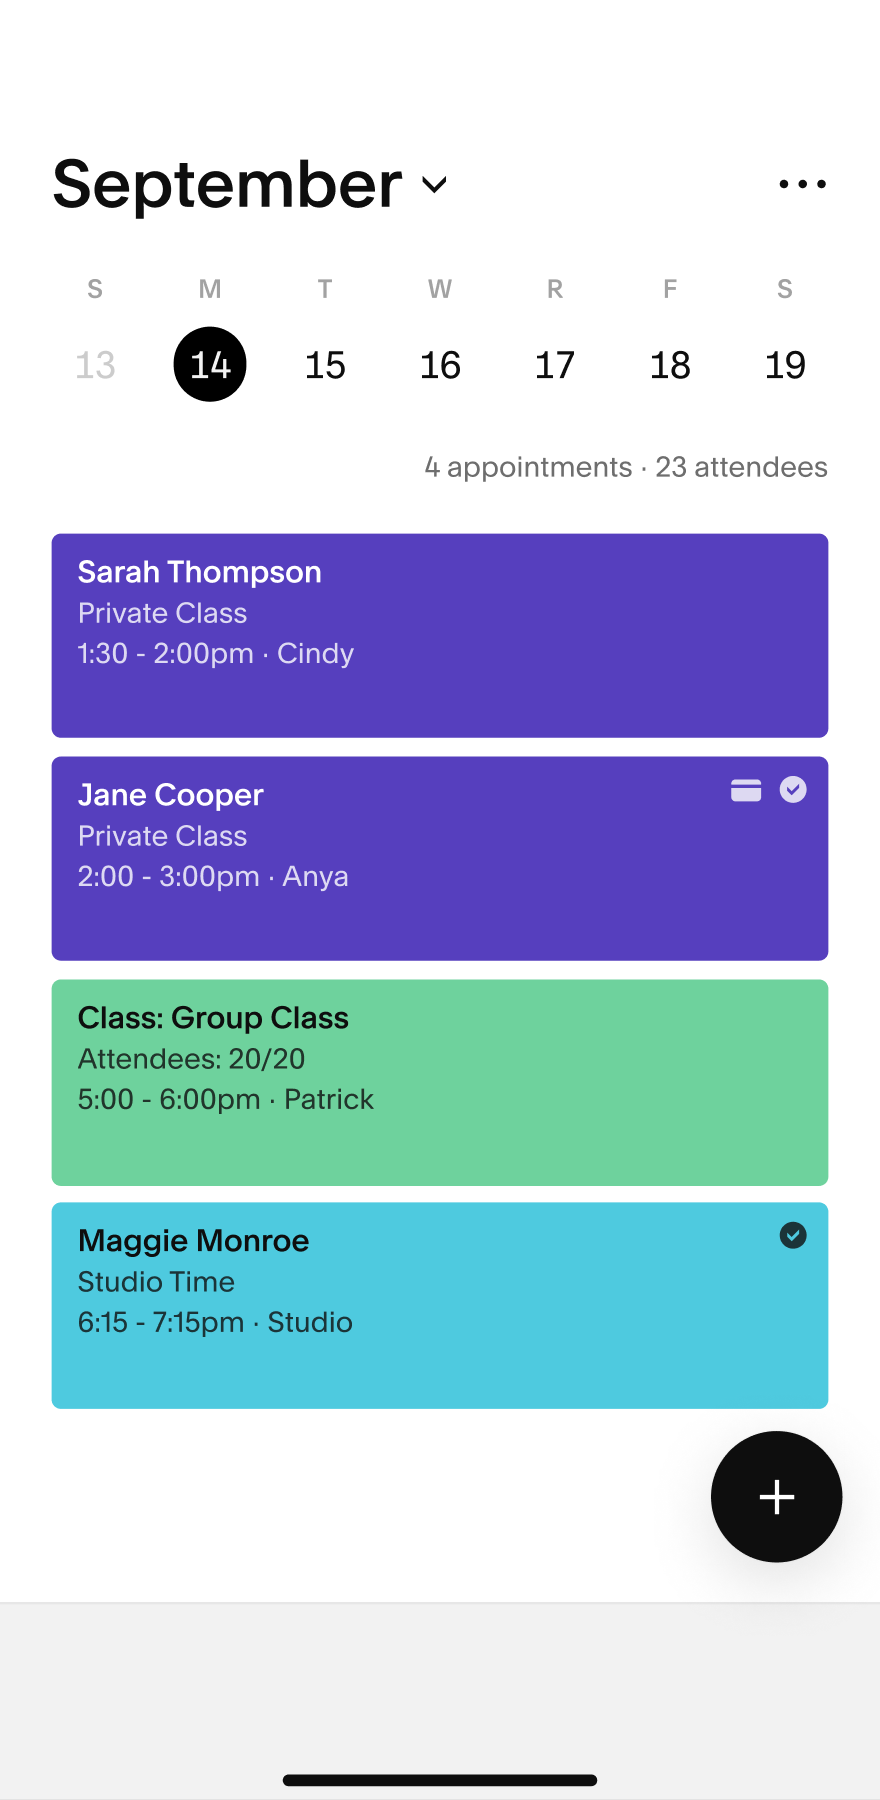 September
S M T W R F S
13 14 15 16 17 18 19
4 appointments · 23 attendees
Sarah Thompson
Private Class
1:30 - 2:00pm · Cindy
Jane Cooper
Private Class
2:00 - 3:00pm · Anya
Class: Group Class
Attendees: 20/20
5:00 - 6:00pm · Patrick
Maggie Monroe
Studio Time
6:15 - 7:15pm · Studio